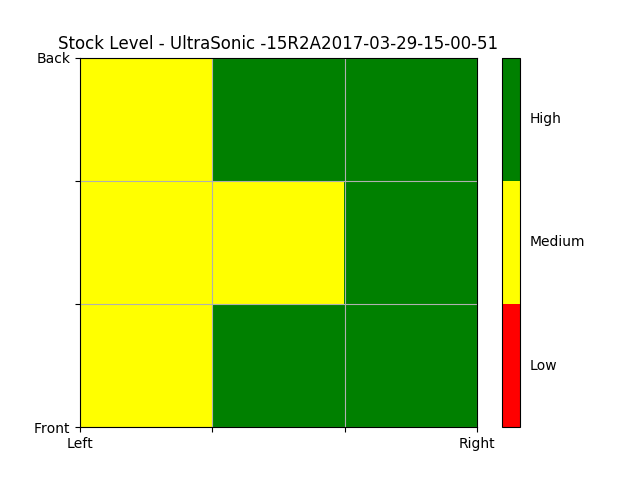 Stock Level - UltraSonic -15R2A2017-03-29-15-00-51
Back
High
Medium
Low
Front
Left
Right